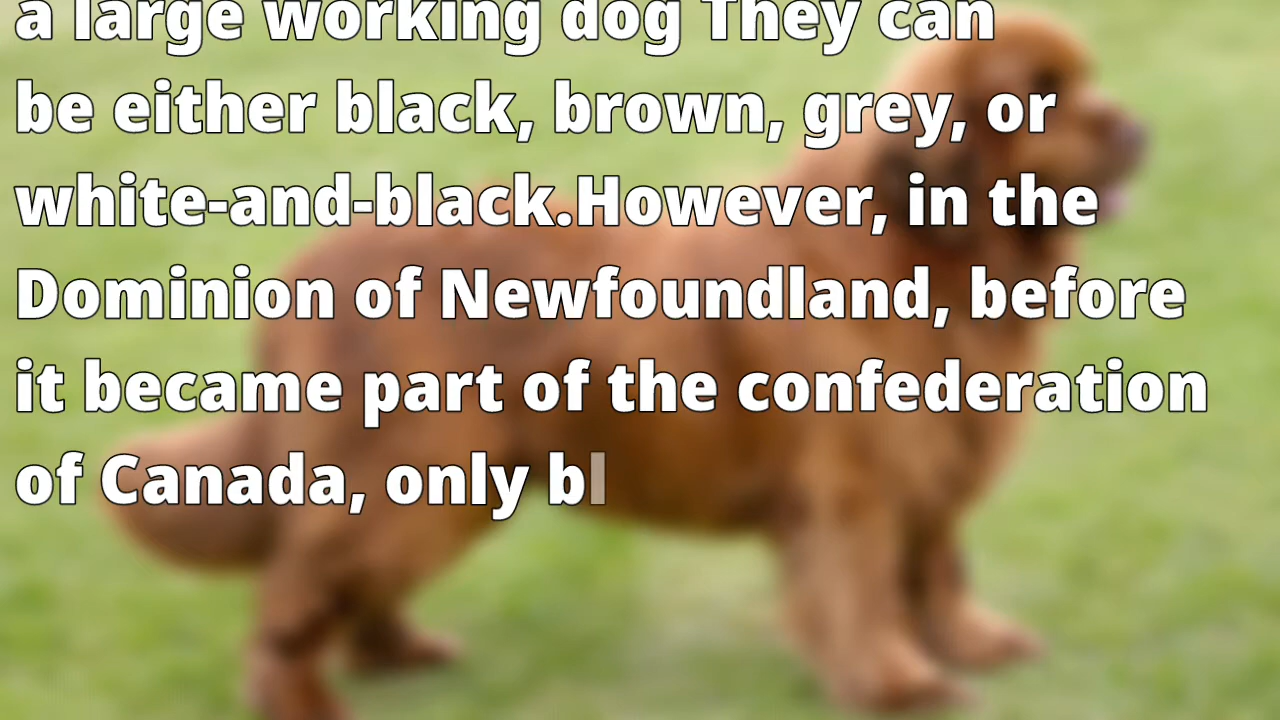 a large working dog They can
be either black, brown, grey, or
white-and-black.However, in the
Dominion of Newfoundland, before
it became part of the confederation
of Canada, only bl